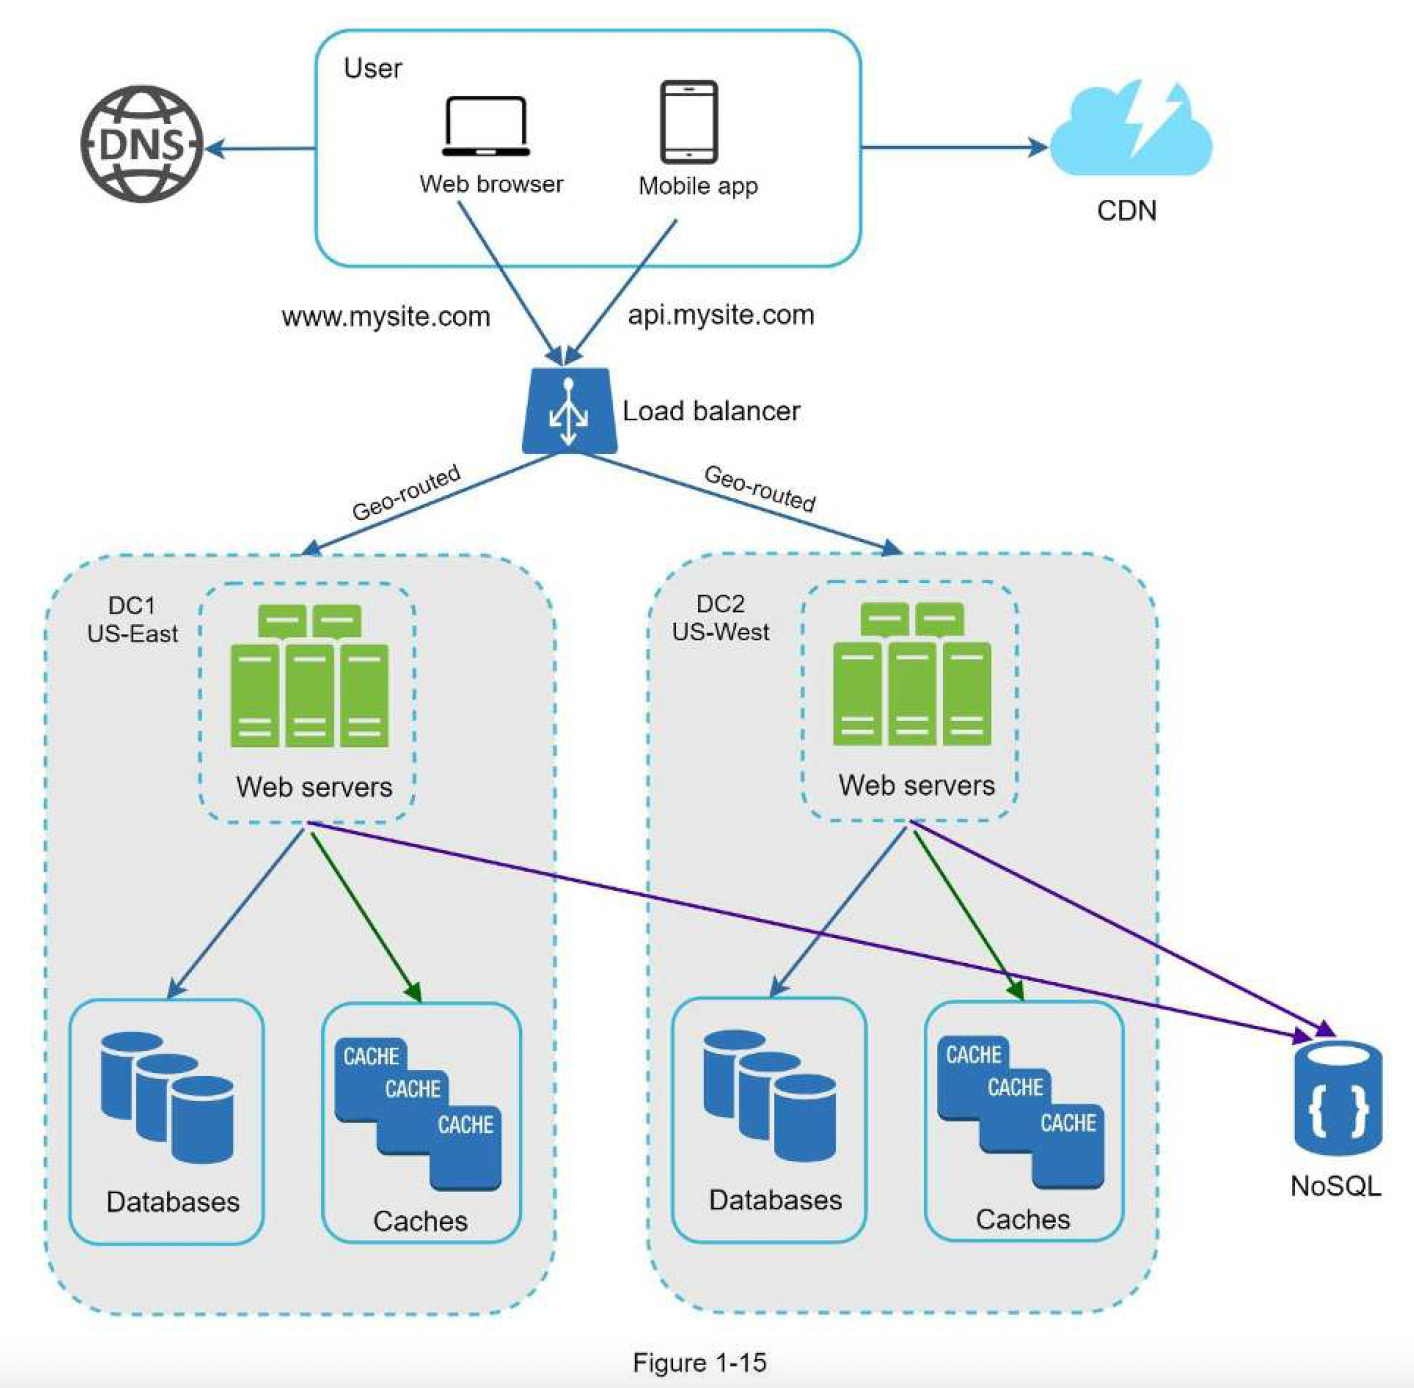 User
DNS
Web browser
Mobile app
CDN
www.mysite.com
api.mysite.com
Load balancer
Geo-routed
Geo-routed
DC1
US-East
Web servers
DC2
US-West
Web servers
CACHE
CACHE
CACHE
Databases
Caches
CACHE
CACHE
CACHE
Databases
Caches
{ }
NoSQL
Figure 1-15